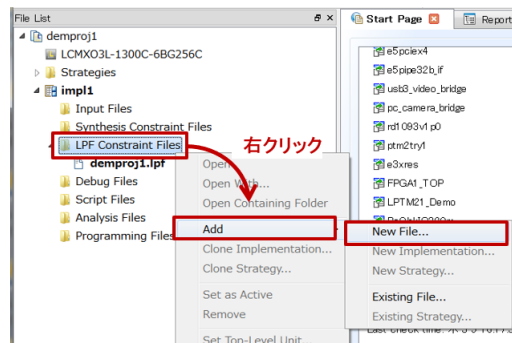 File List
Start Page
Report
demproj1
LCMXO3L-1300C-6BG256C
Strategies
impl1
Input Files
Synthesis Constraint Files
LPF Constraint Files
demproj1.lpf
Debug Files
Script Files
Analysis Files
Programming Files
右クリック
Open
Open With...
Open Containing Folder
Add
Clone Implementation...
Clone Strategy...
Set as Active
Remove
Set Top-Level Unit...
e5pciex4
e5pipe32b_if
usb3_video_bridge
pc_camera_bridge
rd1093v1 p0
ptm2try1
e3xres
FPGA1_TOP
LPTM21_Demo
New File...
New Implementation...
New Strategy...
Existing File...
Existing Strategy...